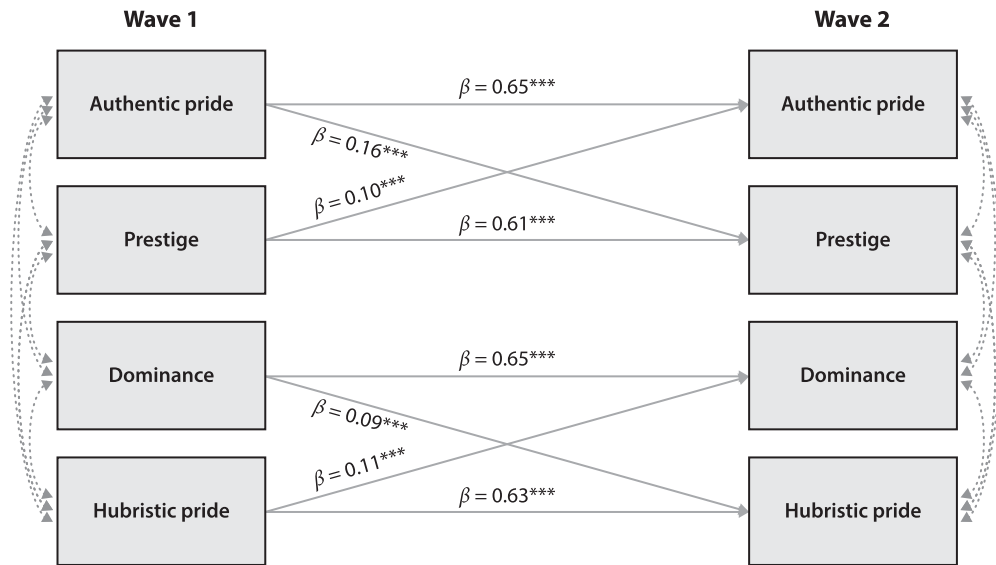 Wave 1
Wave 2
Authentic pride
β = 0.65***
Authentic pride
β = 0.16***
β = 0.10***
Prestige
β = 0.61***
Prestige
Dominance
β = 0.65***
Dominance
β = 0.09***
β = 0.11***
Hubristic pride
β = 0.63***
Hubristic pride